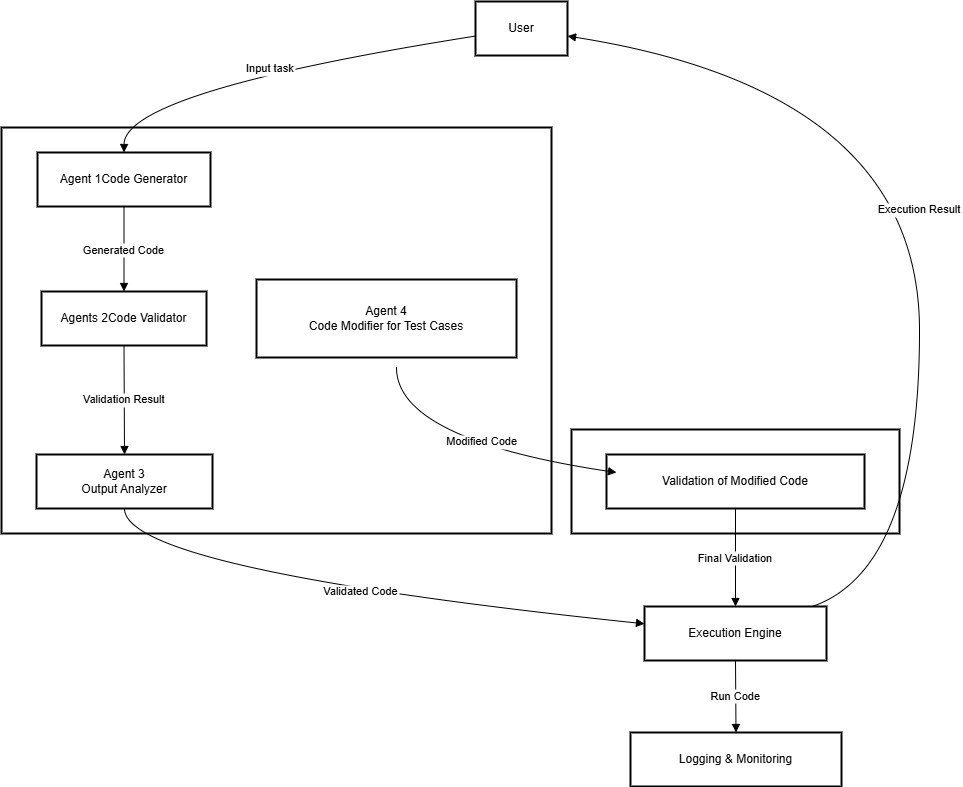 User
Input task
Agent 1Code Generator
Execution Result
Generated Code
Agents 2Code Validator
Agent 4
Code Modifier for Test Cases
Validation Result
Modified Code
Agent 3
Output Analyzer
Validation of Modified Code
Final Validation
Validated Code
Execution Engine
Run Code
Logging & Monitoring